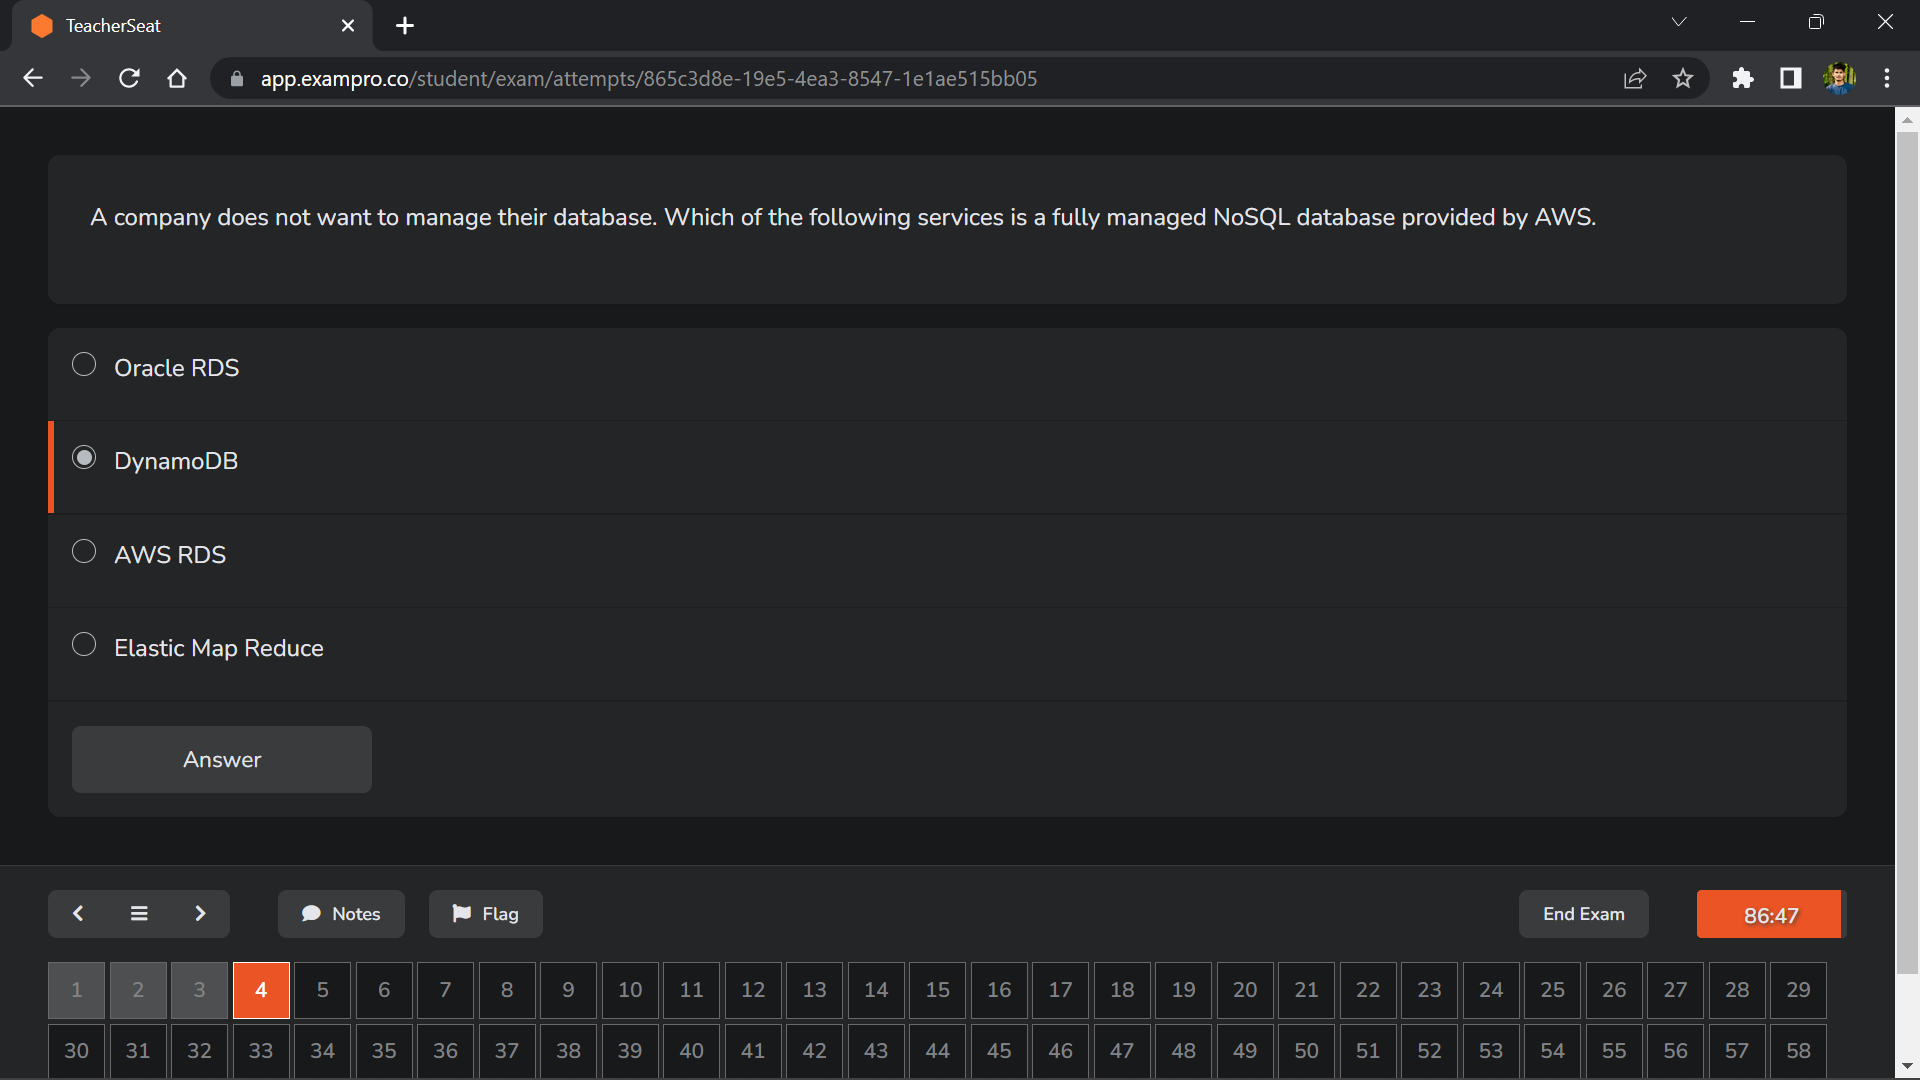 TeacherSeat
app.exampro.co/student/exam/attempts/865c3d8e-19e5-4ea3-8547-1e1ae515bb05
A company does not want to manage their database. Which of the following services is a fully managed NoSQL database provided by AWS.
Oracle RDS
DynamoDB
AWS RDS
Elastic Map Reduce
Answer
Notes Flag End Exam 86:47
1 2 3 4 5 6 7 8 9 10 11 12 13 14 15 16 17 18 19 20 21 22 23 24 25 26 27 28 29
30 31 32 33 34 35 36 37 38 39 40 41 42 43 44 45 46 47 48 49 50 51 52 53 54 55 56 57 58